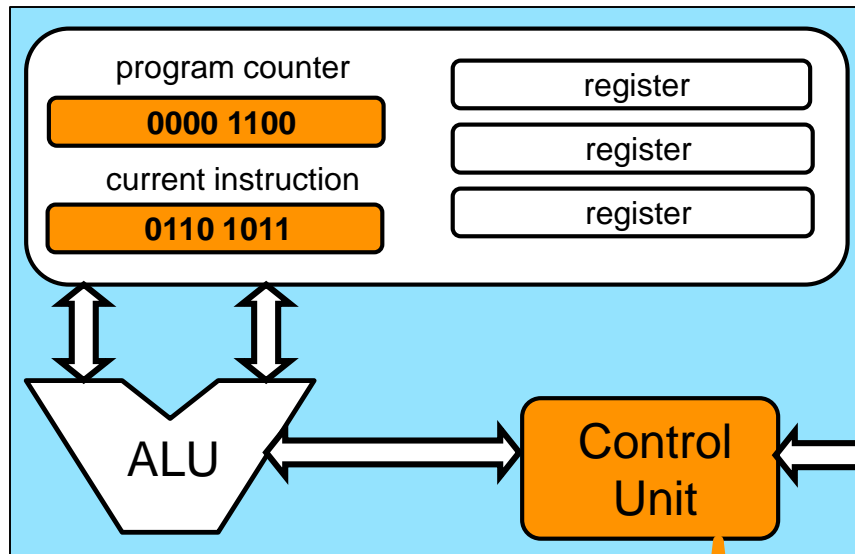 program counter
0000 1100
current instruction
0110 1011
register
register
register
ALU
Control
Unit